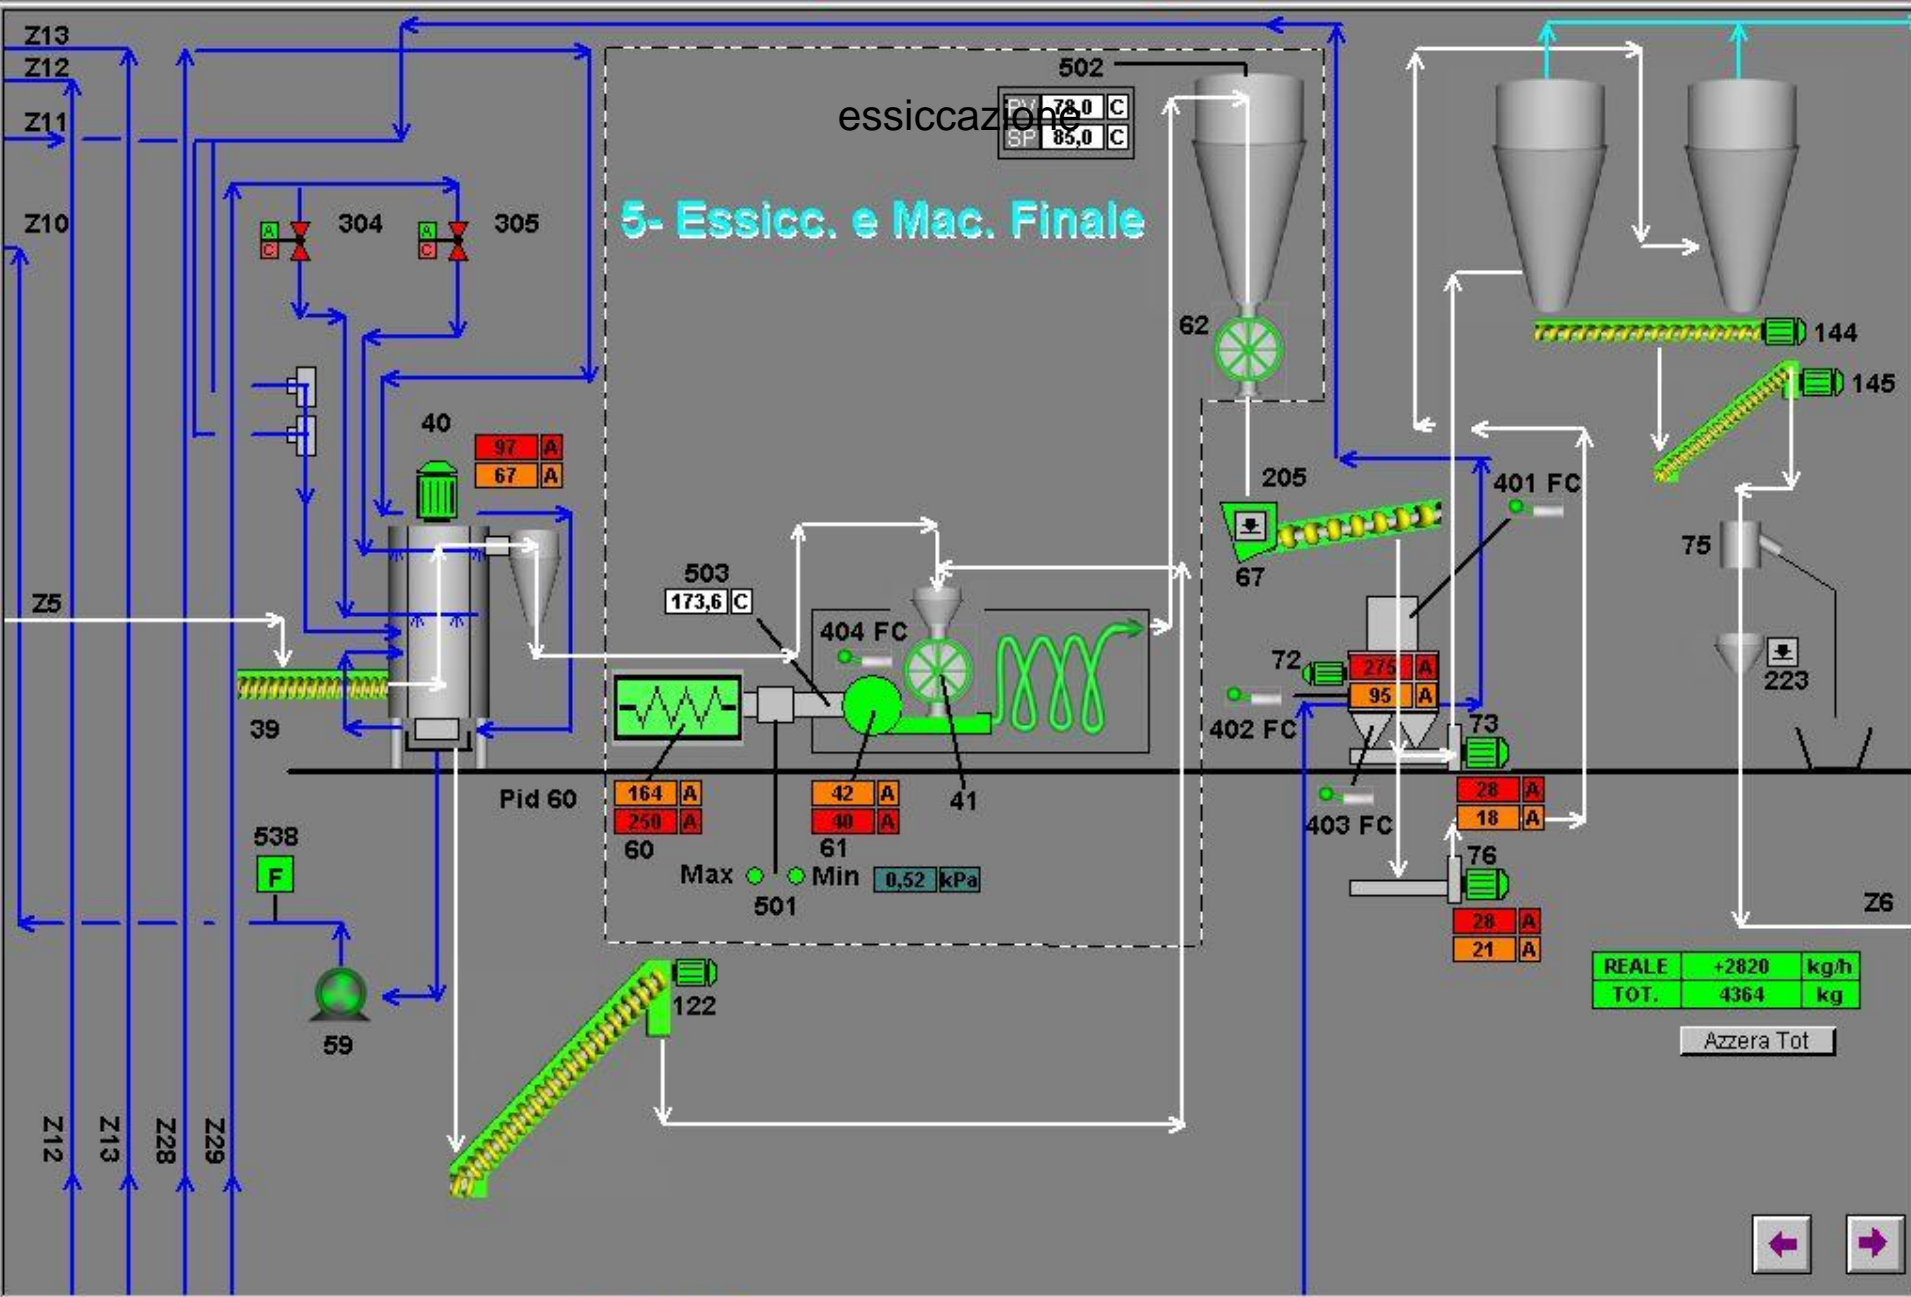 Z13
Z12
Z11
Z10
502
PV 78,0 C
SP 85,0 C
essiccazione
5- Essicc. e Mac. Finale
A
C
304
A
C
305
62
144
145
40
97 A
67 A
205
401 FC
67
75
503
173,6 C
404 FC
Z5
39
72
275 A
95 A
402 FC
223
73
Pid 60
164 A
250 A
60
42 A
40 A
61
41
28 A
18 A
403 FC
538
F
Max Min 0,52 kPa
501
76
28 A
21 A
Z6
REALE +2820 kg/h
TOT. 4364 kg
Azzera Tot
122
59
Z12
Z13
Z28
Z29